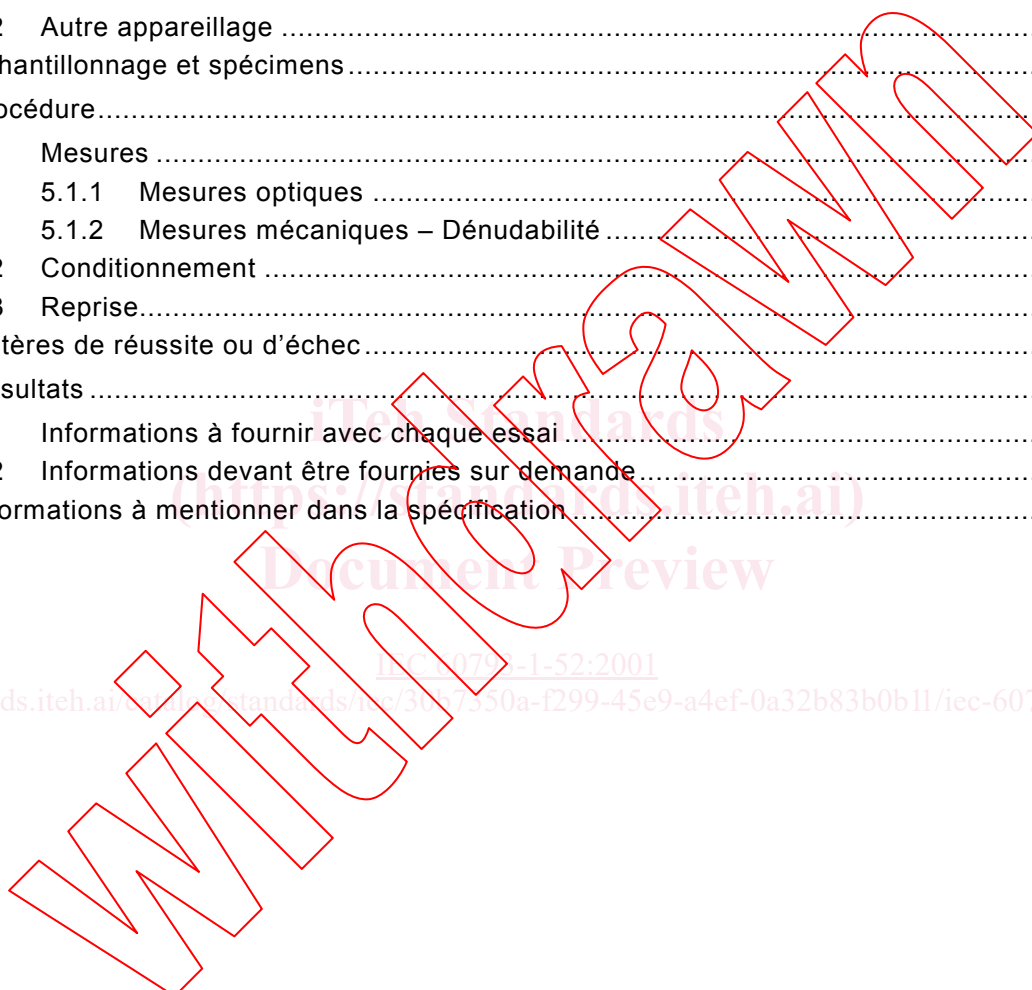 2 Autre appareillage ........................................................................................
hantillonnage et spécimens........................................................................................
océdure........................................................................................
Mesures ........................................................................................
5.1.1 Mesures optiques ........................................................................................
5.1.2 Mesures mécaniques – Dénudabilité ........................................................................................
2 Conditionnement ........................................................................................
3 Reprise........................................................................................
tères de réussite ou d'échec ........................................................................................
sultats ........................................................................................
iTeh Standards
Informations à fournir avec chaque essai ........................................................................................
2 Informations devant être fournies sur demande........................................................................................
(https://standards.iteh.ai)
ormations à mentionner dans la spécification ........................................................................................
Document Preview
IEC 60793-1-52:2001
ds.iteh.ai/catalog/standards/iec/30b7350a-f299-45e9-a4ef-0a32b83b0b11/iec-607
withdrawn